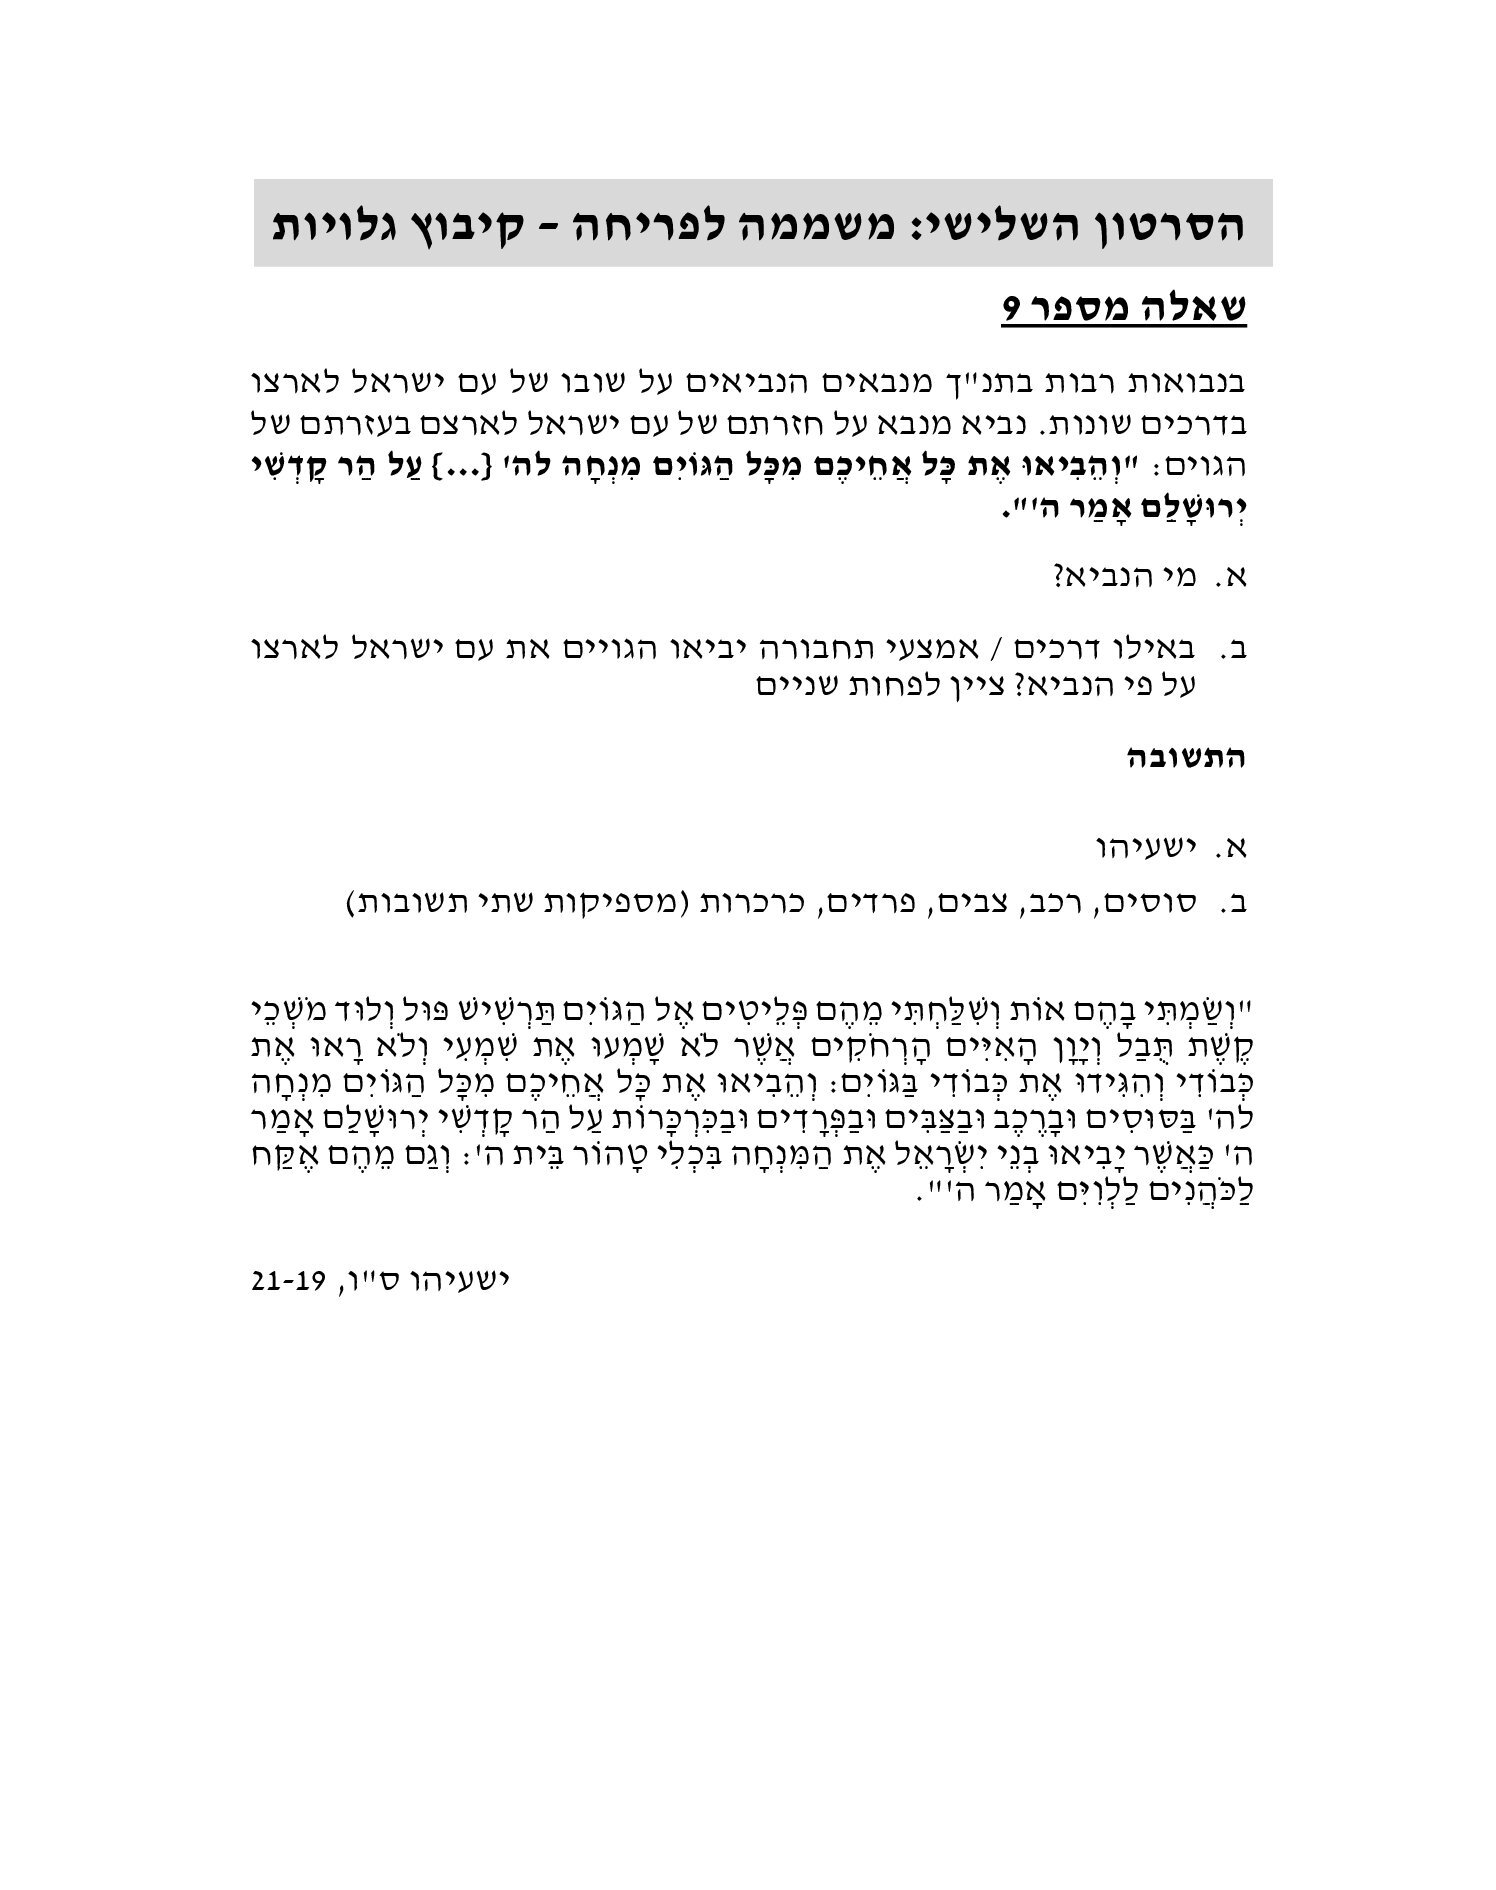 הסרטון השלישי: משממה לפריחה - קיבוץ גלויות
שאלה מספר 9
בנבואות רבות בתנ"ך מנבאים הנביאים על שובו של עם ישראל לארצו
בדרכים שונות. נביא מנבא על חזרתם של עם ישראל לארצם בעזרתם של
הגוים: "וְהֵבִיאוּ אֶת כָּל אֲחֵיכֶם מִכָּל הַגּוֹיִם מִנְחָה לה' {...} עַל הַר קָדְשִׁי
יְרוּשָׁלִַם אָמַר ה'".
א. מי הנביא?
ב. באילו דרכים / אמצעי תחבורה יביאו הגויים את עם ישראל לארצו
על פי הנביא? ציין לפחות שניים
התשובה
א. ישעיהו
ב. סוסים, רכב, צבים, פרדים, כרכרות (מספיקות שתי תשובות)
"וְשַׂמְתִּי בָהֶם אוֹת וְשִׁלַּחְתִּי מֵהֶם פְּלֵיטִים אֶל הַגּוֹיִם תַּרְשִׁישׁ פּוּל וְלוּד מֹשְׁכֵי
קֶשֶׁת תֻּבַל וְיָוָן הָאִיִּים הָרְחֹקִים אֲשֶׁר לֹא שָׁמְעוּ אֶת שִׁמְעִי וְלֹא רָאוּ אֶת
כְּבוֹדִי וְהִגִּידוּ אֶת כְּבוֹדִי בַּגּוֹיִם: וְהֵבִיאוּ אֶת כָּל אֲחֵיכֶם מִכָּל הַגּוֹיִם מִנְחָה
לה' בַּסּוּסִים וּבָרֶכֶב וּבַצַּבִּים וּבַפְּרָדִים וּבַכִּרְכָּרוֹת עַל הַר קָדְשִׁי יְרוּשָׁלִַם אָמַר
ה' כַּאֲשֶׁר יָבִיאוּ בְנֵי יִשְׂרָאֵל אֶת הַמִּנְחָה בִּכְלִי טָהוֹר בֵּית ה': וְגַם מֵהֶם אֶקַּח
לַכֹּהֲנִים לַלְוִיִּם אָמַר ה'".
ישעיהו ס"ו, 21-19